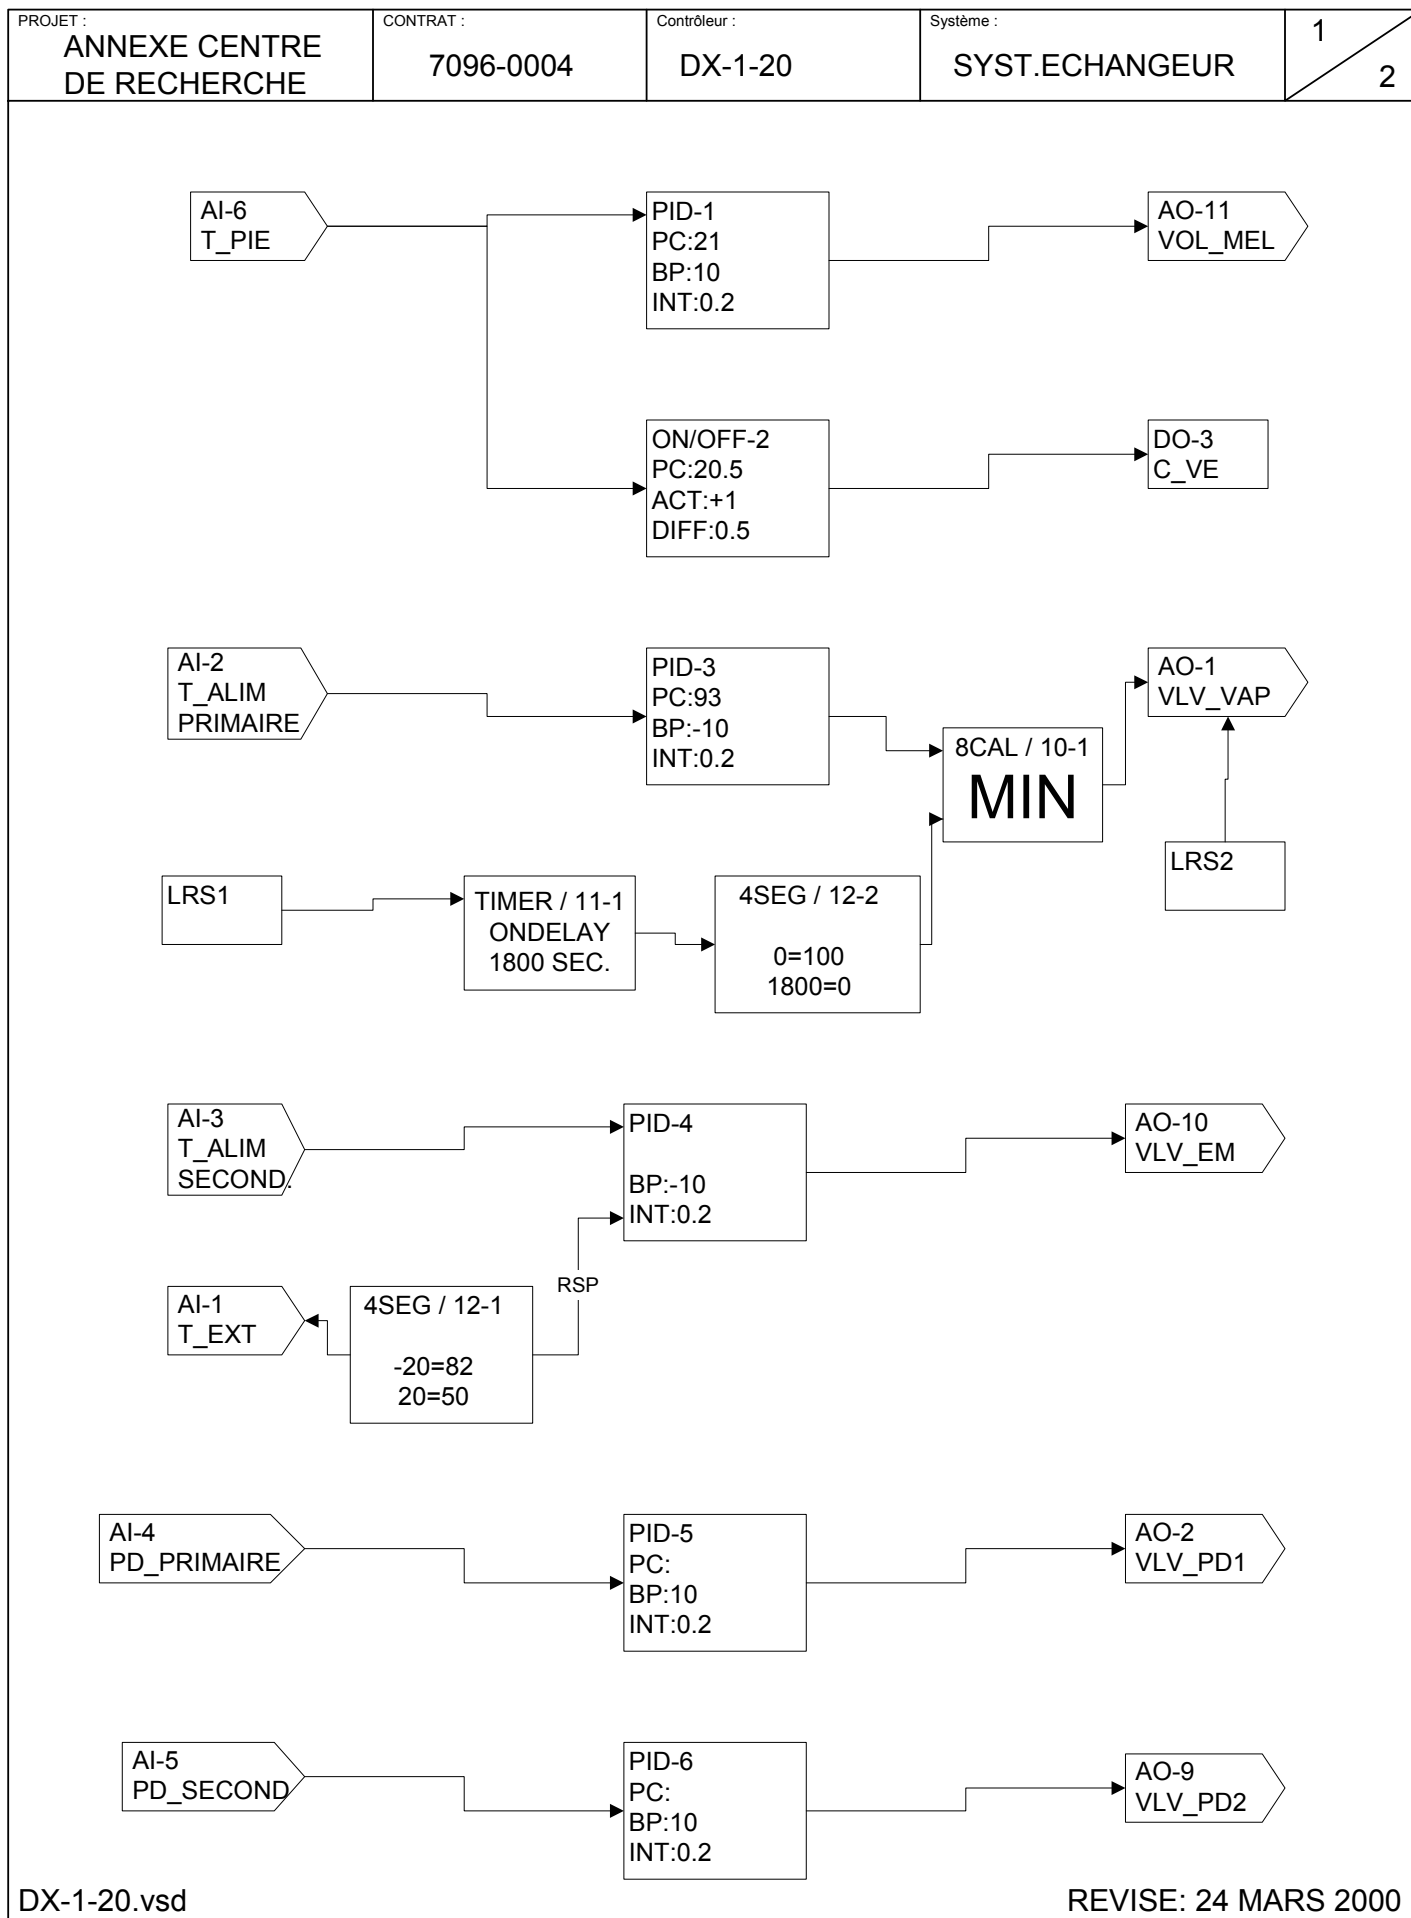 PROJET :
ANNEXE CENTRE
DE RECHERCHE
CONTRAT :
7096-0004
Contrôleur :
DX-1-20
Système :
SYST.ECHANGEUR
1
2
AI-6
T_PIE
PID-1
PC:21
BP:10
INT:0.2
AO-11
VOL_MEL
ON/OFF-2
PC:20.5
ACT:+1
DIFF:0.5
DO-3
C_VE
AI-2
T_ALIM
PRIMAIRE
PID-3
PC:93
BP:-10
INT:0.2
8CAL / 10-1
MIN
AO-1
VLV_VAP
LRS2
LRS1
TIMER / 11-1
ONDELAY
1800 SEC.
4SEG / 12-2
0=100
1800=0
AI-3
T_ALIM
SECOND.
PID-4
BP:-10
INT:0.2
AO-10
VLV_EM
RSP
AI-1
T_EXT
4SEG / 12-1
-20=82
20=50
AI-4
PD_PRIMAIRE
PID-5
PC:
BP:10
INT:0.2
AO-2
VLV_PD1
AI-5
PD_SECOND
PID-6
PC:
BP:10
INT:0.2
AO-9
VLV_PD2
DX-1-20.vsd
REVISE: 24 MARS 2000